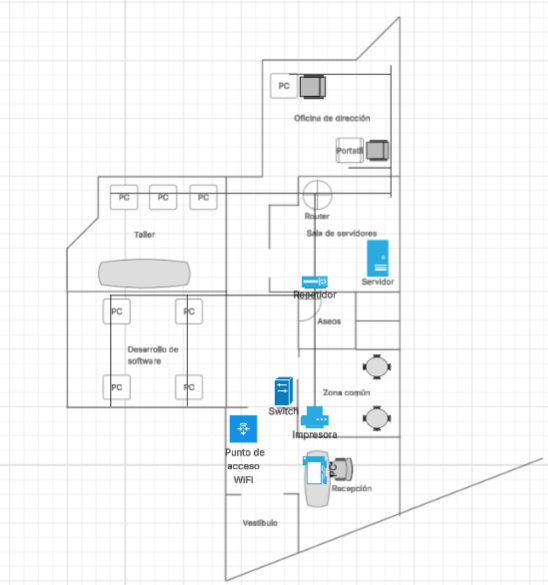 PC
Oficina de dirección
Portatil
PC
PC
PC
Router
Taller
Sala de servidores
Servidor
Repetidor
PC
PC
Aseos
Desarrollo de
software
PC
PC
Zona común
Switch
Impresora
Punto de
acceso
WIFI
PC
Recepción
Vestíbulo